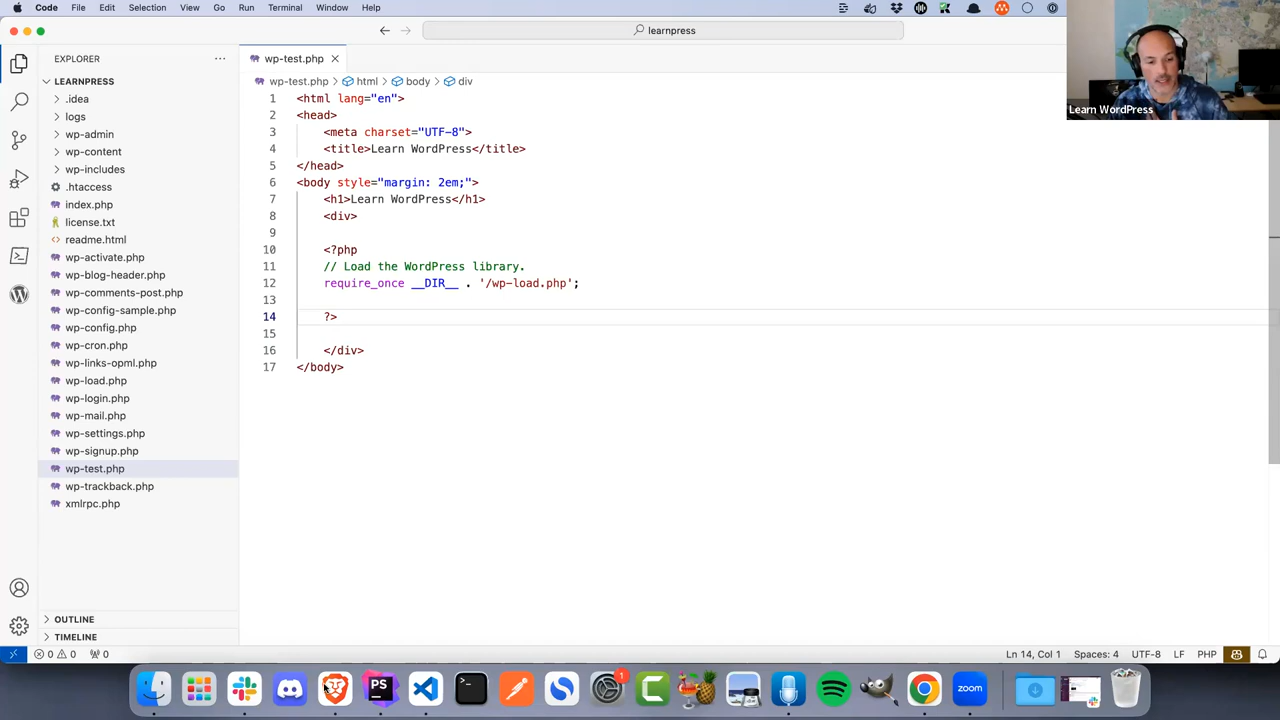 Code File Edit Selection View Go Run Terminal Window Help
learnpress
EXPLORER
LEARNPRESS
.idea
logs
wp-admin
wp-content
wp-includes
.htaccess
index.php
license.txt
readme.html
wp-activate.php
wp-blog-header.php
wp-comments-post.php
wp-config-sample.php
wp-config.php
wp-cron.php
wp-links-opml.php
wp-load.php
wp-login.php
wp-mail.php
wp-settings.php
wp-signup.php
wp-test.php
wp-trackback.php
xmlrpc.php
OUTLINE
TIMELINE
wp-test.php
wp-test.php > html > body > div
1 <html lang="en">
2 <head>
3 <meta charset="UTF-8">
4 <title>Learn WordPress</title>
5 </head>
6 <body style="margin: 2em;">
7 <h1>Learn WordPress</h1>
8 <div>
9
10 <?php
11 // Load the WordPress library.
12 require_once __DIR__ . '/wp-load.php';
13
14 ?>
15
16 </div>
17 </body>
Learn WordPress
0 0 0
Ln 14, Col 1 Spaces: 4 UTF-8 LF PHP
PS
1
zoom